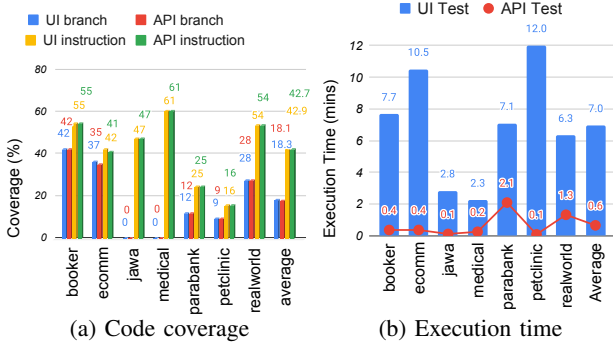 UI branch API branch
UI instruction API instruction
Coverage (%)
80
60
40
20
0
42 42 55 55
37 35 42 41
0 0 47 47
0 0 61 61
12 12 25 25
9 9 16 16
28 28 54 54
18.3 18.1 42.9 42.7
booker ecomm jawa medical parabank petclinic realworld average
(a) Code coverage
UI Test API Test
Execution Time (mins)
12
10
8
6
4
2
0
7.7 10.5 2.8 2.3 7.1 12.0 6.3 7.0
0.4 0.4 0.1 0.2 2.1 0.1 1.3 0.6
booker ecomm jawa medical parabank petclinic realworld Average
(b) Execution time